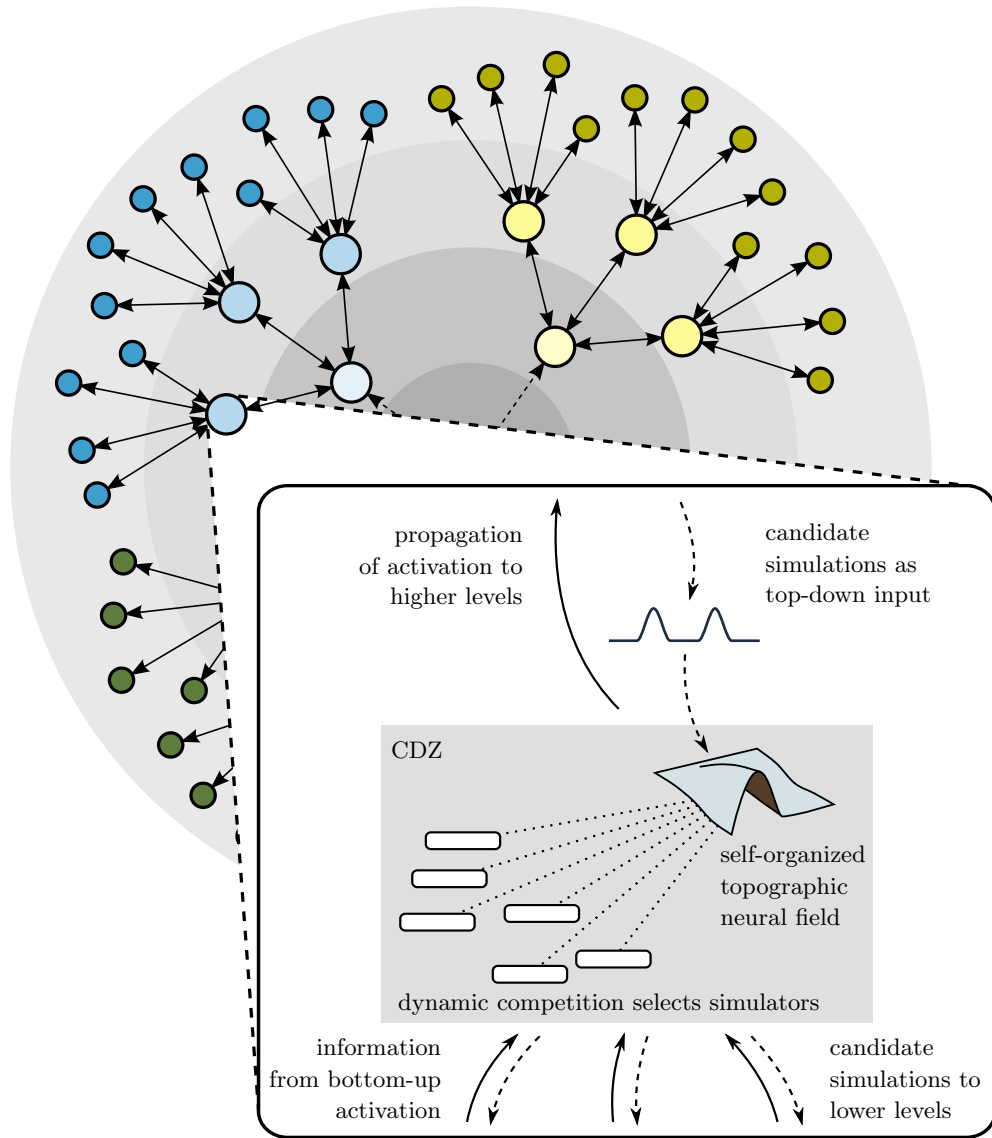 propagation
of activation to
higher levels
candidate
simulations as
top-down input
CDZ
self-organized
topographic
neural field
dynamic competition selects simulators
information
from bottom-up
activation
candidate
simulations to
lower levels